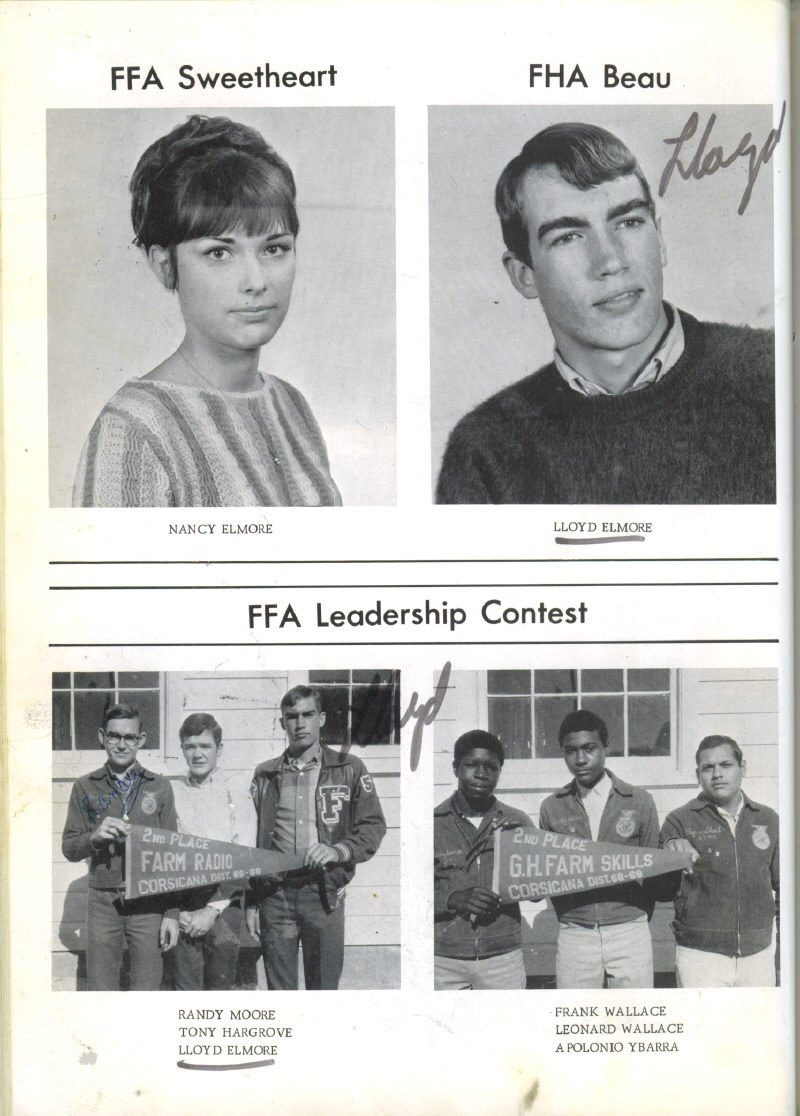 FFA Sweetheart
FHA Beau
Lloyd
NANCY ELMORE
LLOYD ELMORE
FFA Leadership Contest
Lloyd
Randy
F
5
2ND PLACE
FARM RADIO
CORSICANA DIST. 68-69
2ND PLACE
G.H. FARM SKILLS
CORSICANA DIST. 68-69
RANDY MOORE
TONY HARGROVE
LLOYD ELMORE
FRANK WALLACE
LEONARD WALLACE
APOLONIO YBARRA